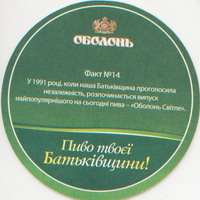 ОБОЛОНЬ
Факт №14
У 1991 році, коли наша Батьківщина проголосила
незалежність, розпочинається випуск
найпопулярнішого на сьогодні пива – «Оболонь Світле».
Пиво твоєї
Батьківщини!